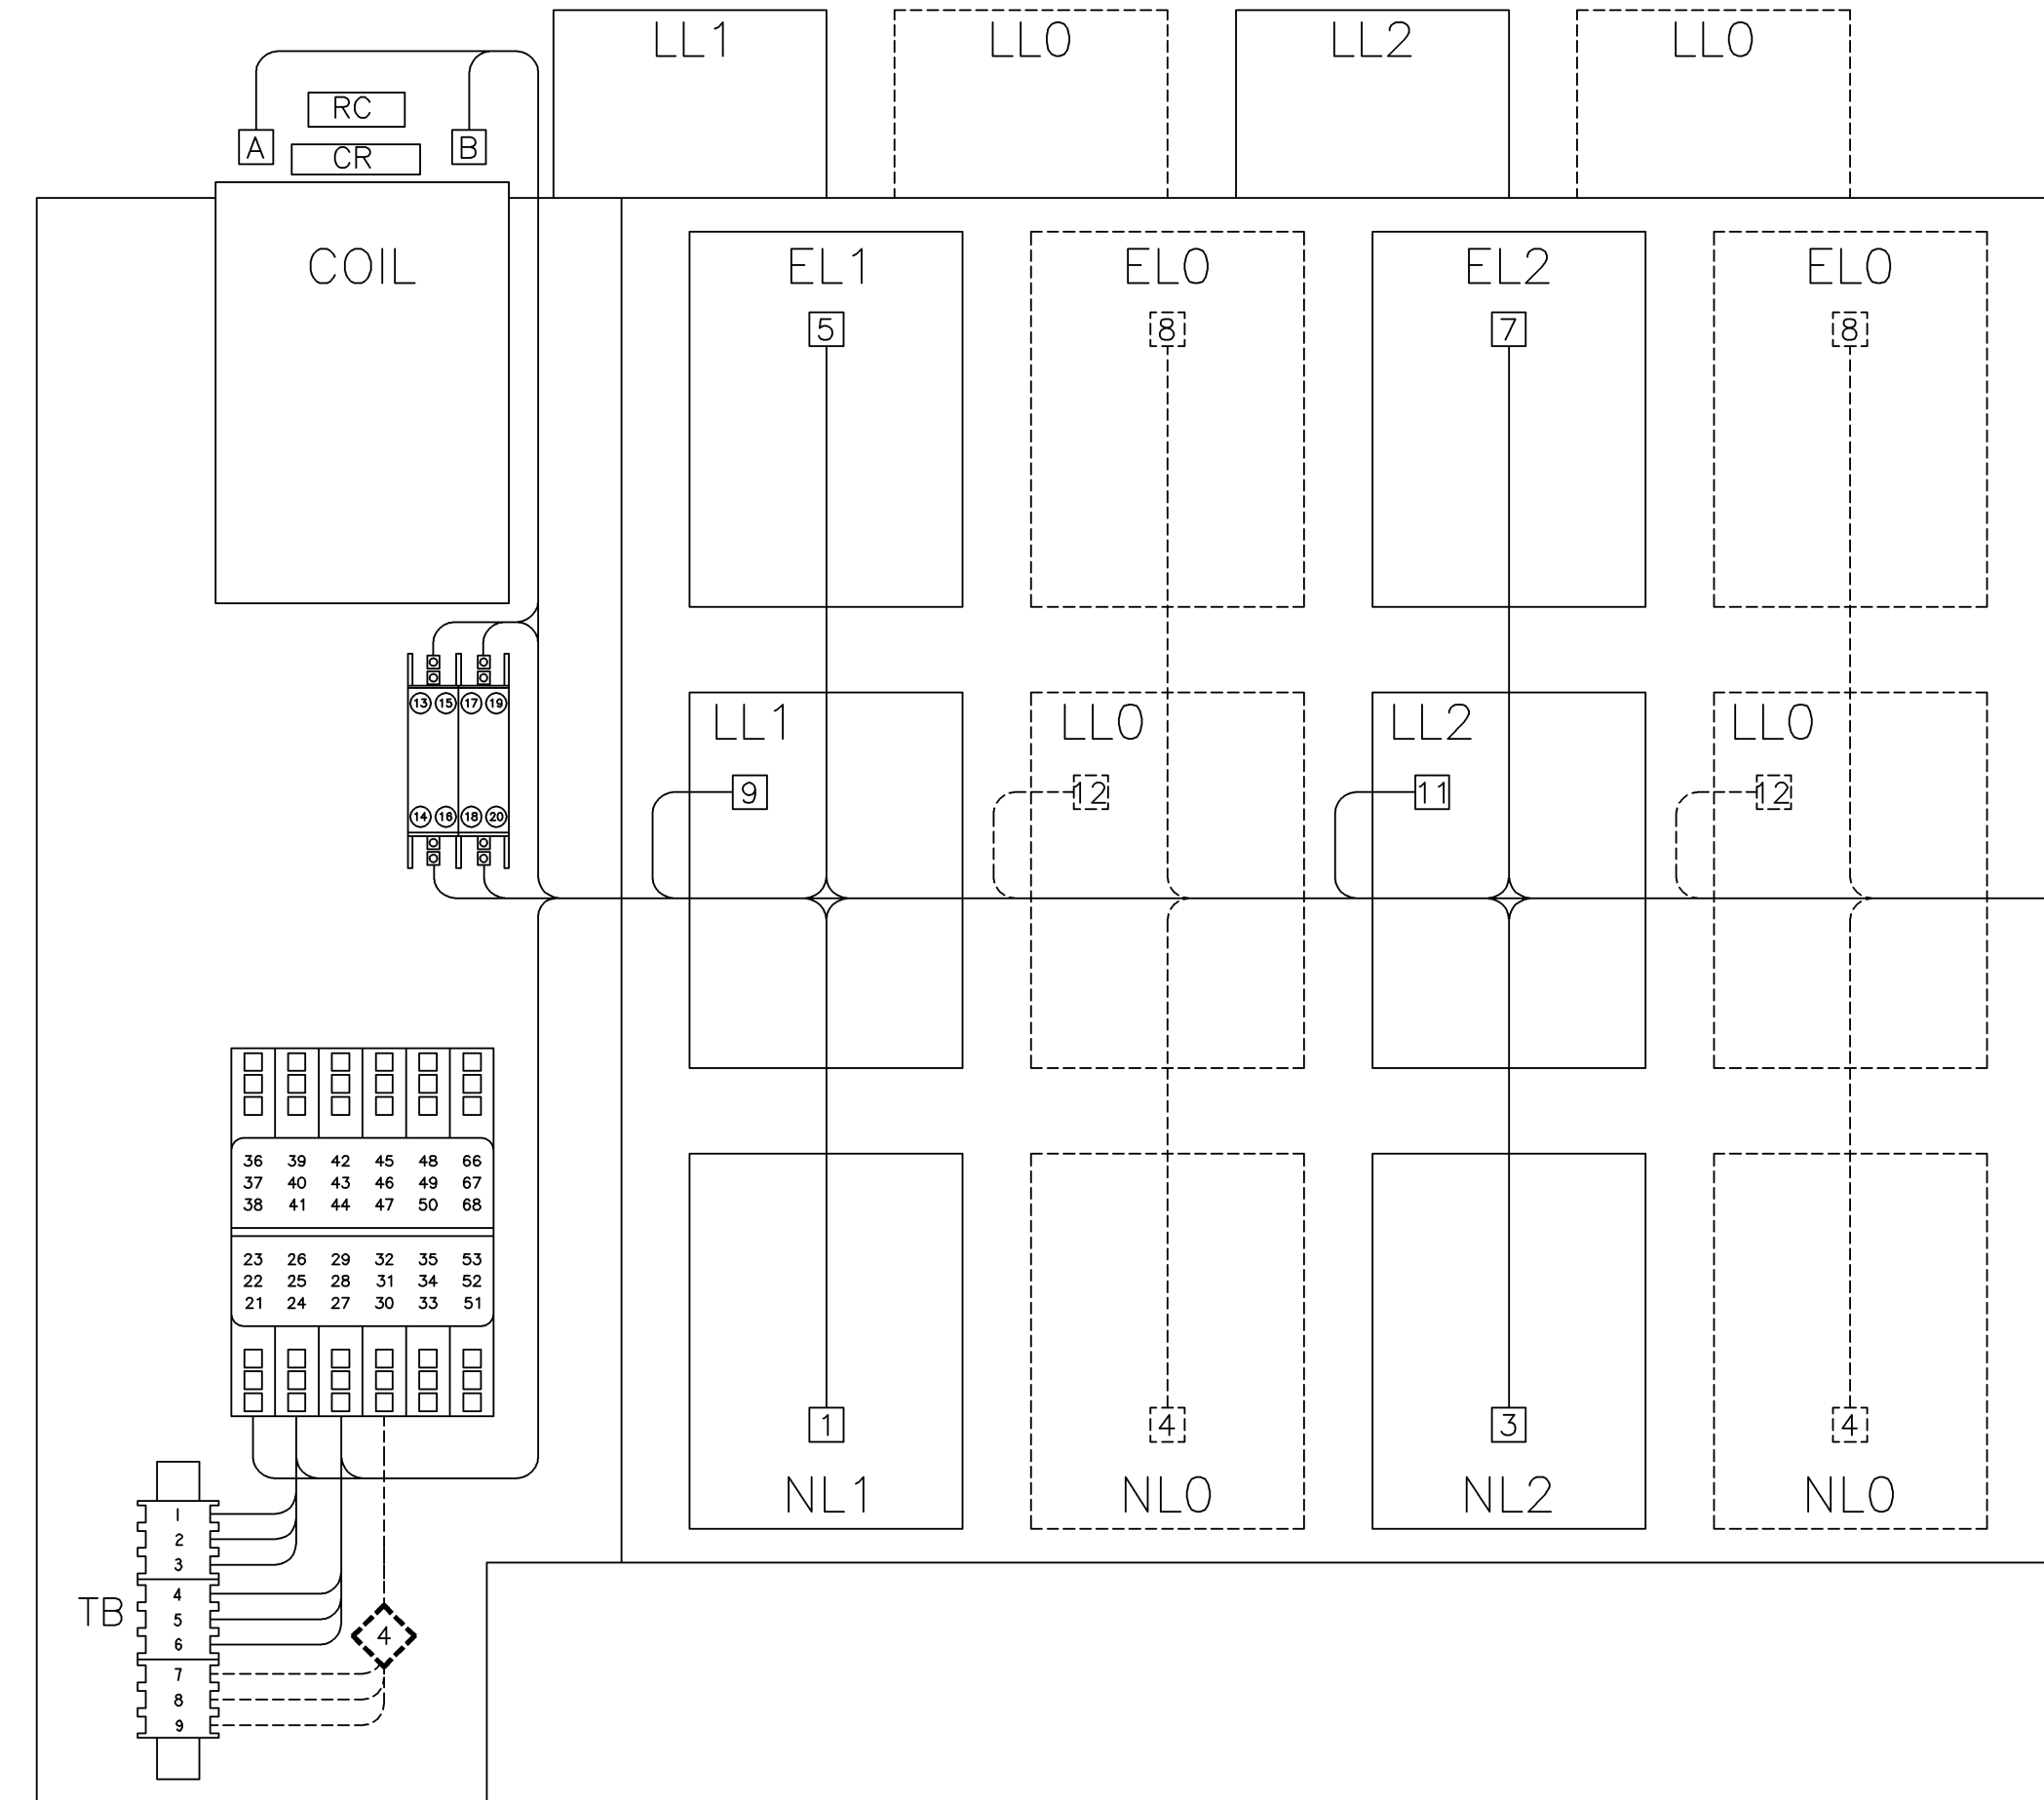 LL1 LL0 LL2 LL0
RC
A B
CR
COIL
EL1 EL0 EL2 EL0
5 8 7 8
13 15 17 19
LL1 LL0 LL2 LL0
9 12 11 12
14 16 18 20
36 39 42 45 48 66
37 40 43 46 49 67
38 41 44 47 50 68
23 26 29 32 35 53
22 25 28 31 34 52
21 24 27 30 33 51
1 4 3 4
NL1 NL0 NL2 NL0
1
2
3
4
TB
5
6
4
7
8
9